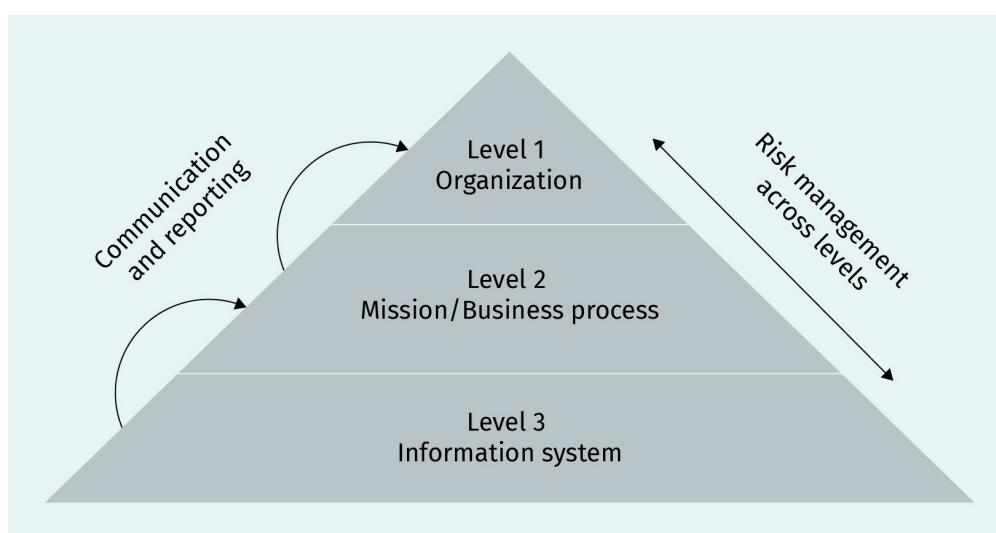 Communication
and reporting
Level 1
Organization
Risk management
across levels
Level 2
Mission/Business process
Level 3
Information system